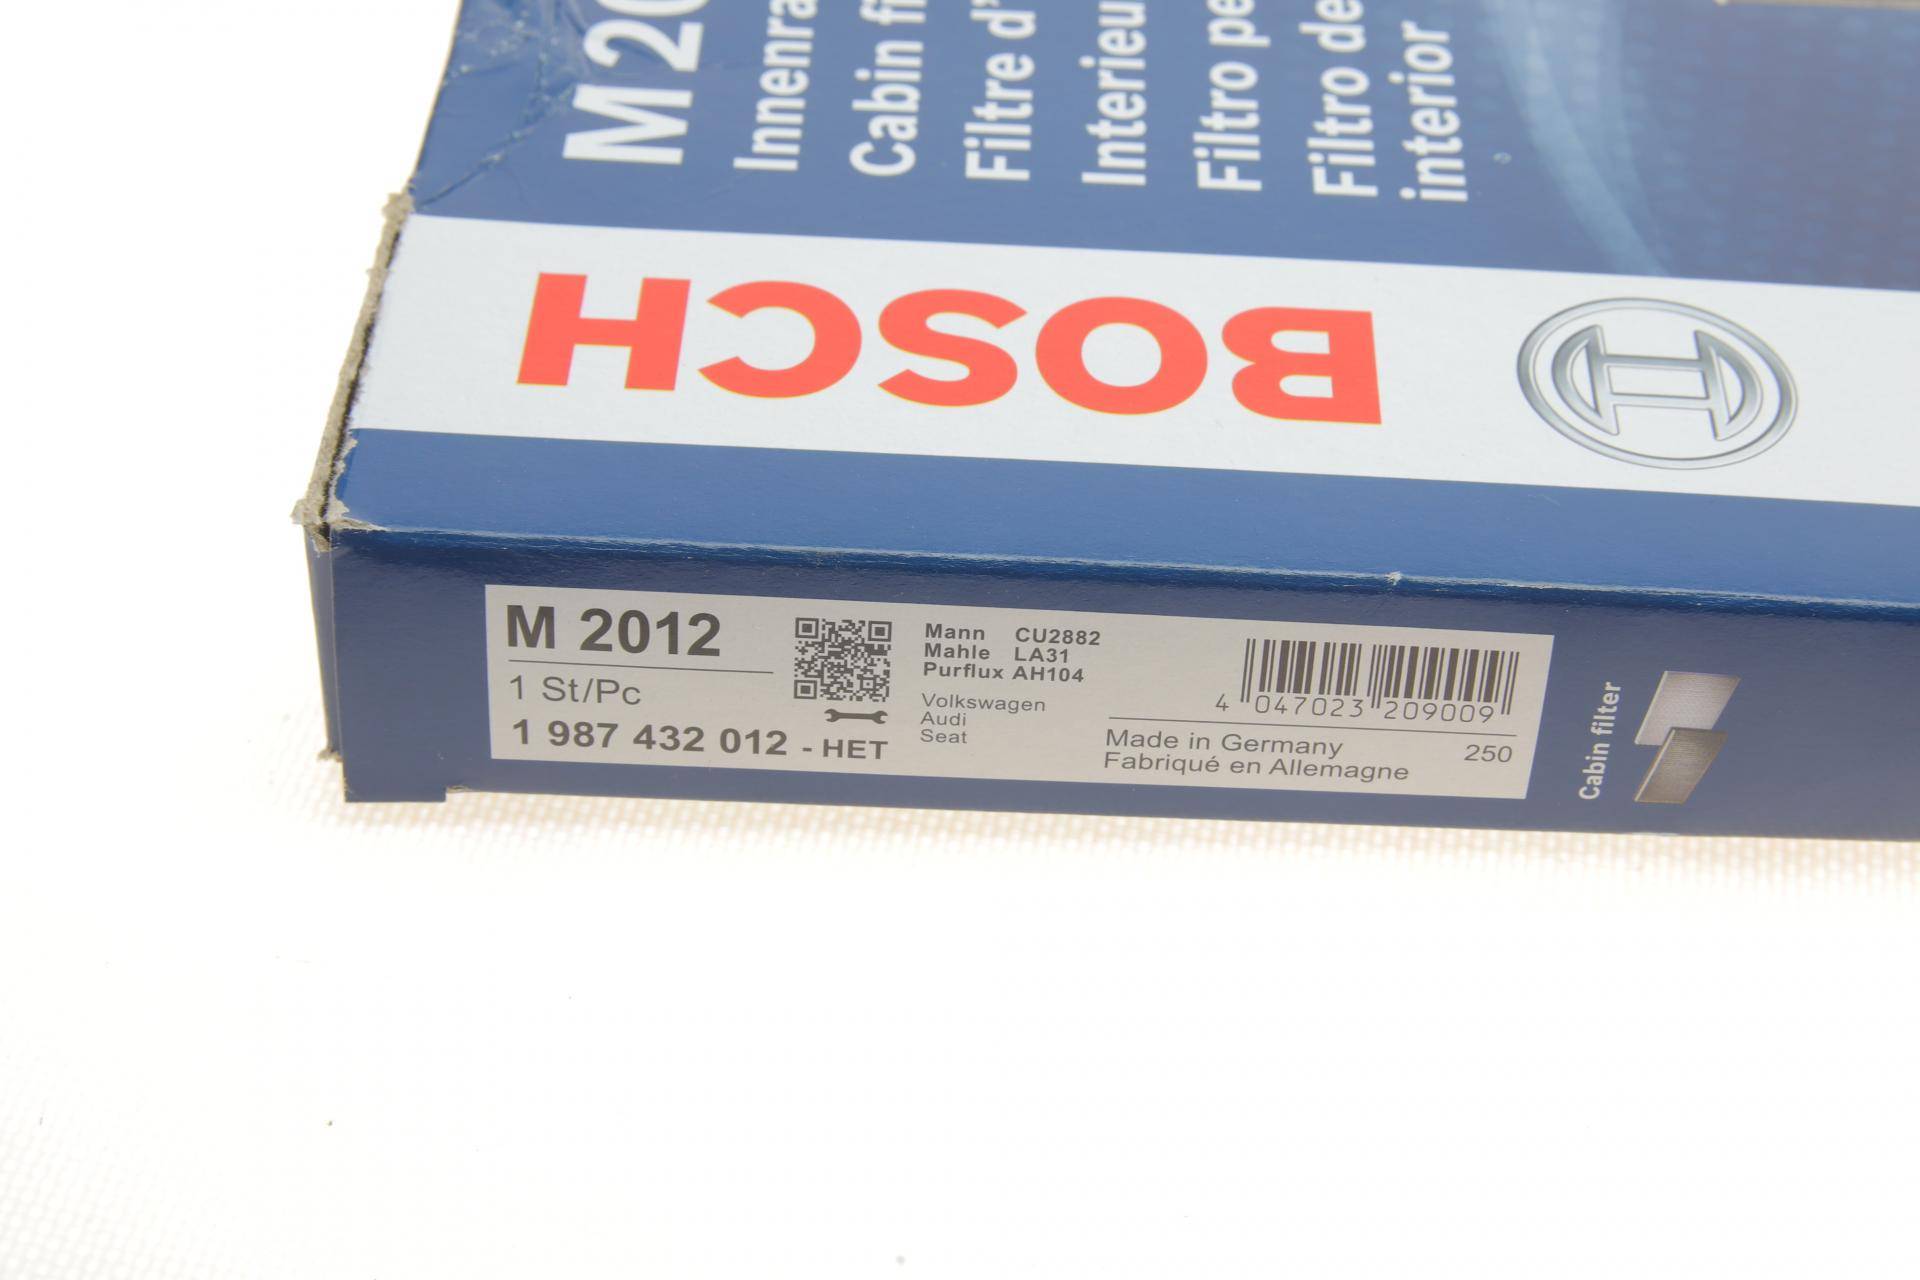 M 20
Innenra
Cabin fi
Filtre d'
Interieu
Filtro pe
Filtro de
interior
BOSCH
M 2012
1 St/Pc
1 987 432 012 - HET
Mann CU2882
Mahle LA31
Purflux AH104
Volkswagen
Audi
Seat
4 047023 209009
Made in Germany
Fabriqué en Allemagne
250
Cabin filter